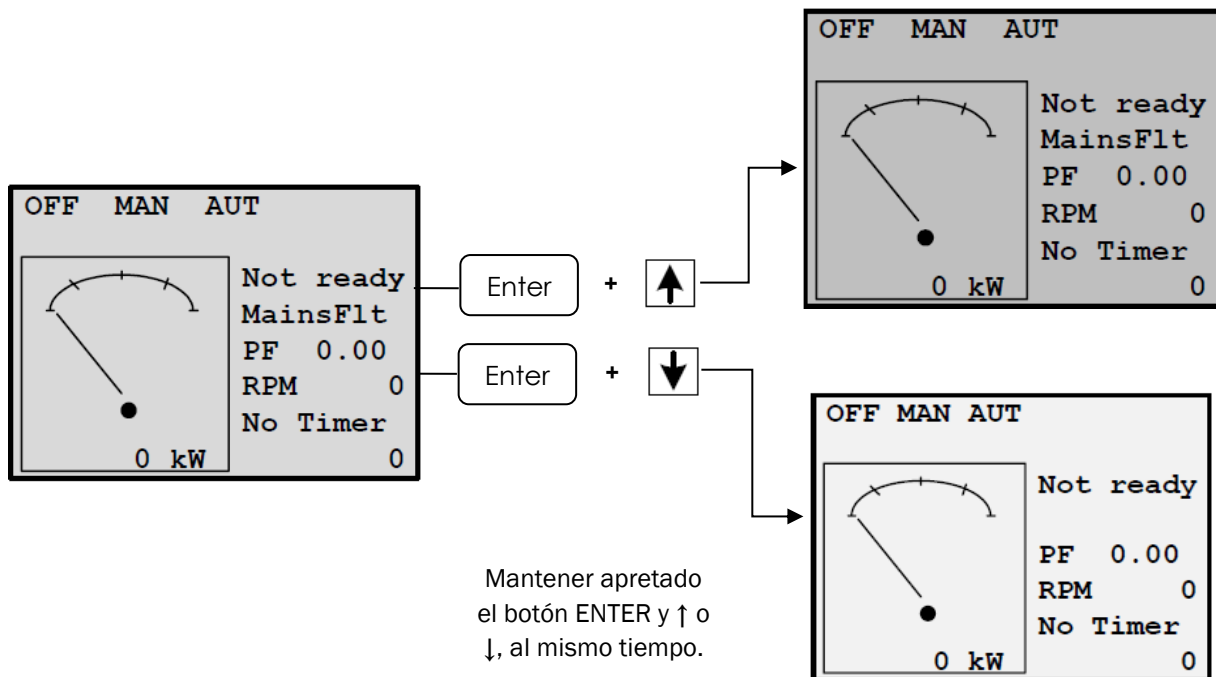 OFF MAN AUT
Not ready
MainsFlt
PF 0.00
RPM 0
No Timer
0 kW 0
Enter +
Enter +
OFF MAN AUT
Not ready
MainsFlt
PF 0.00
RPM 0
No Timer
0 kW 0
OFF MAN AUT
Not ready
PF 0.00
RPM 0
No Timer
0 kW 0
Mantener apretado
el botón ENTER y ↑ o
↓, al mismo tiempo.